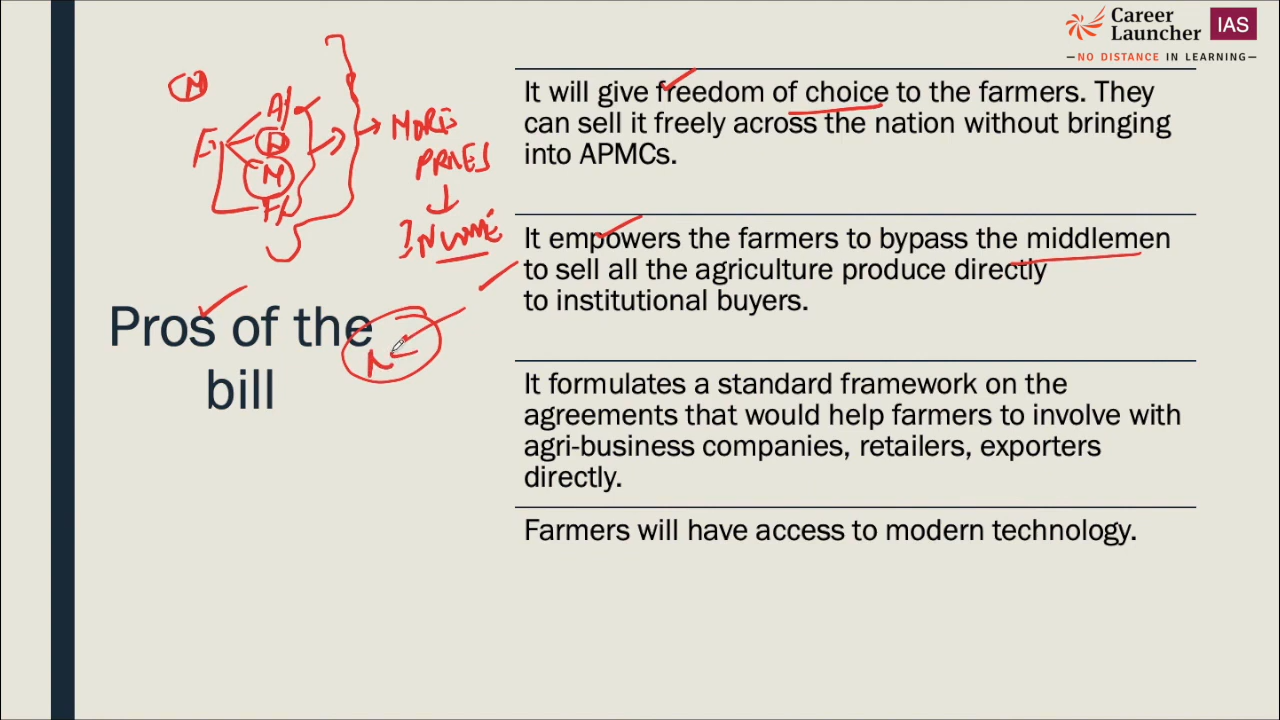 Career
Launcher
IAS
NO DISTANCE IN LEARNING
It will give freedom of choice to the farmers. They
can sell it freely across the nation without bringing
into APMCs.
It empowers the farmers to bypass the middlemen
to sell all the agriculture produce directly
to institutional buyers.
Pros of the
bill
It formulates a standard framework on the
agreements that would help farmers to involve with
agri-business companies, retailers, exporters
directly.
Farmers will have access to modern technology.
M
F
M
MORE
INCOME